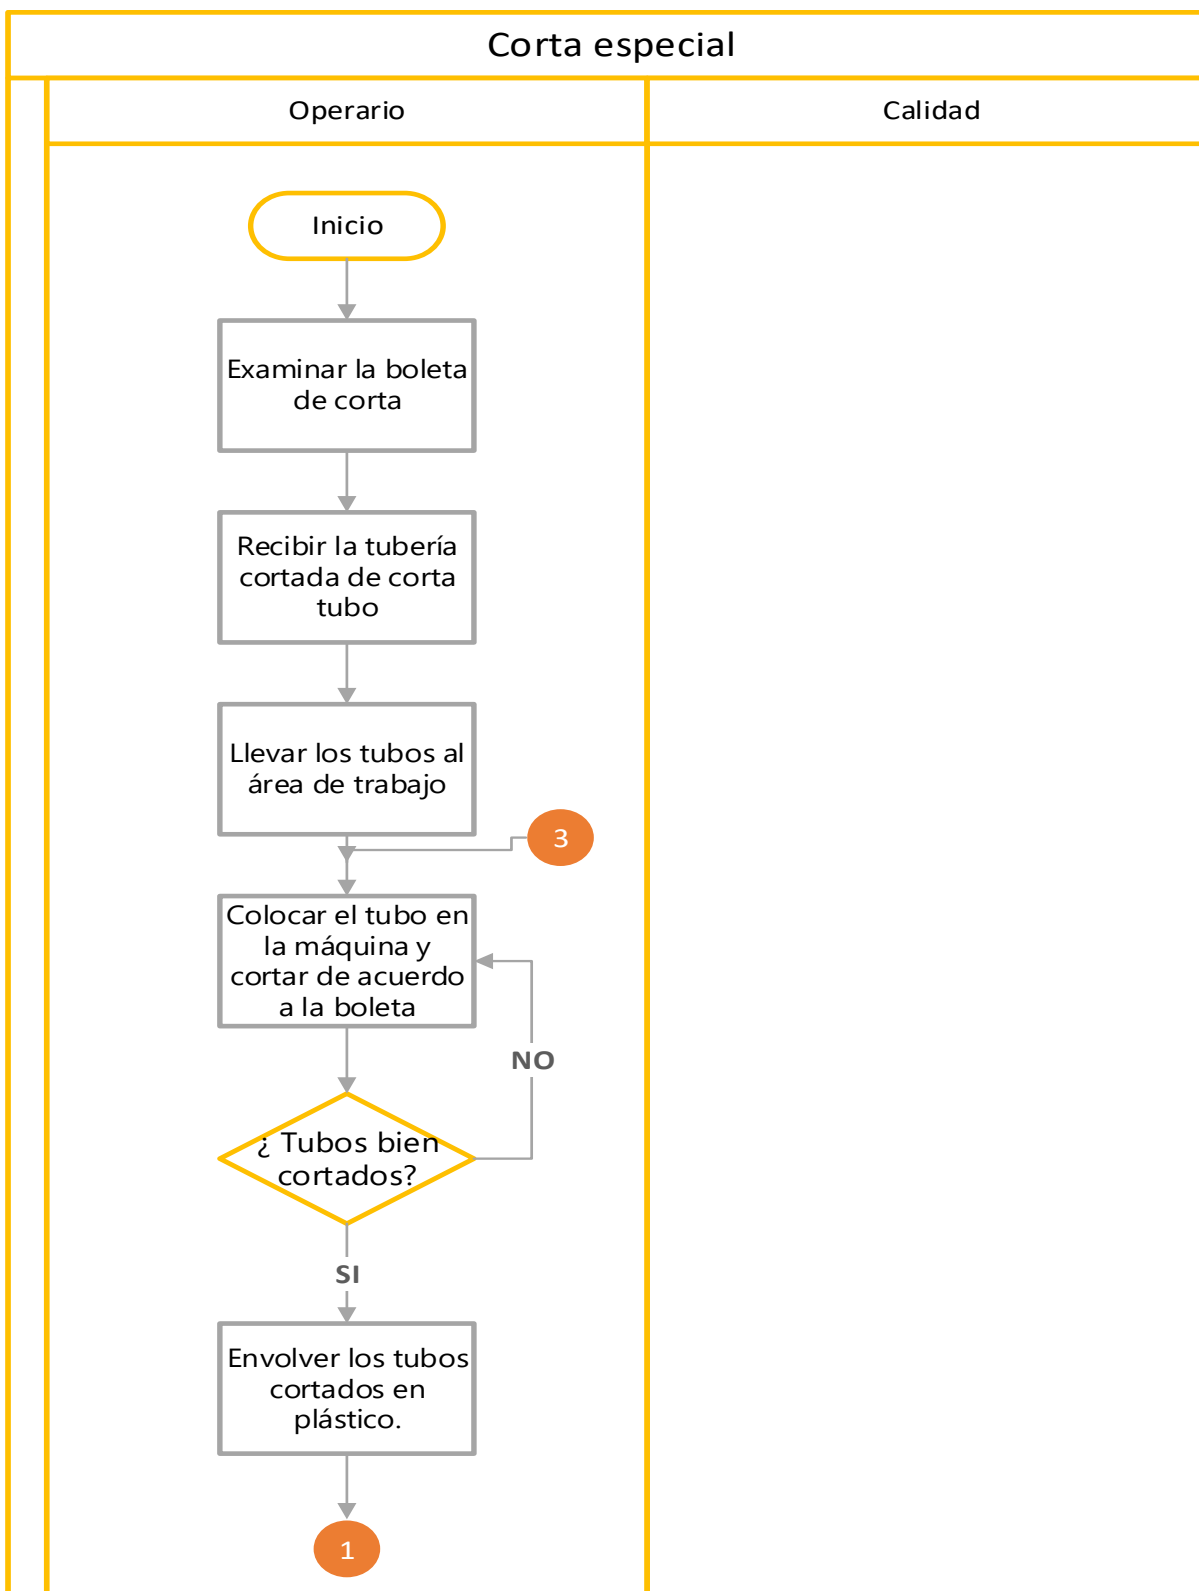 Corta especial
Operario
Calidad
Inicio
Examinar la boleta
de corta
Recibir la tubería
cortada de corta
tubo
Llevar los tubos al
área de trabajo
3
Colocar el tubo en
la máquina y
cortar de acuerdo
a la boleta
NO
¿ Tubos bien
cortados?
SI
Envolver los tubos
cortados en
plástico.
1